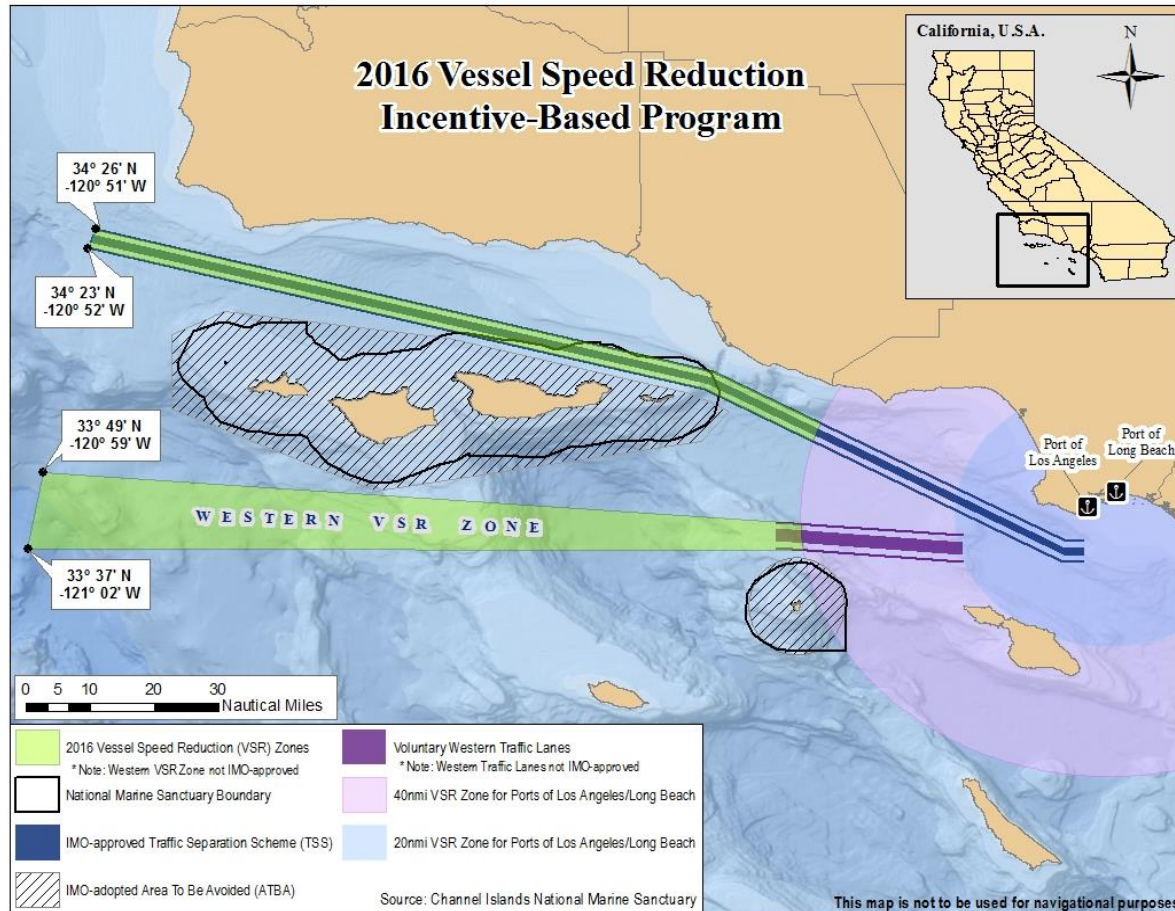 2016 Vessel Speed Reduction
Incentive-Based Program
California, U.S.A.
N
34° 26' N
-120° 51' W
34° 23' N
-120° 52' W
33° 49' N
-120° 59' W
33° 37' N
-121° 02' W
WESTERN VSR ZONE
Port of
Los Angeles
Port of
Long Beach
0 5 10 20 30
Nautical Miles
2016 Vessel Speed Reduction (VSR) Zones
* Note: Western VSR Zone not IMO-approved
National Marine Sanctuary Boundary
IMO-approved Traffic Separation Scheme (TSS)
IMO-adopted Area To Be Avoided (ATBA)
Voluntary Western Traffic Lanes
* Note: Western Traffic Lanes not IMO-approved
40nmi VSR Zone for Ports of Los Angeles/Long Beach
20nmi VSR Zone for Ports of Los Angeles/Long Beach
Source: Channel Islands National Marine Sanctuary
This map is not to be used for navigational purposes